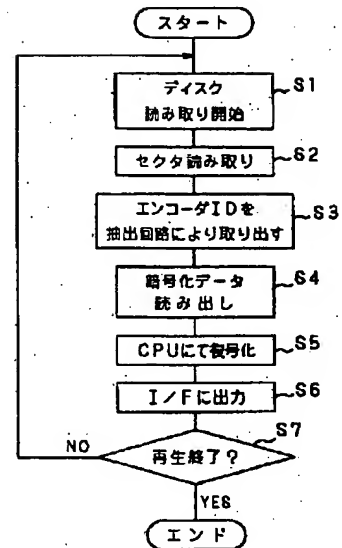 スタート
ディスク
読み取り開始
S1
セクタ読み取り
S2
エンコーダIDを
抽出回路により取り出す
S3
暗号化データ
読み出し
S4
CPUにて復号化
S5
I/Fに出力
S6
再生終了?
S7
NO
YES
エンド